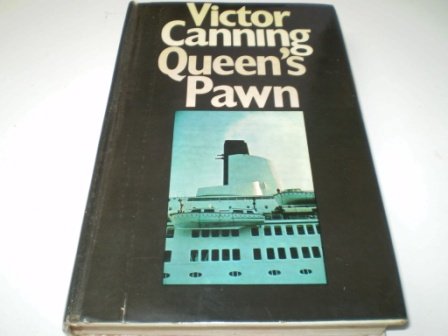 Victor
Canning
Queen's
Pawn